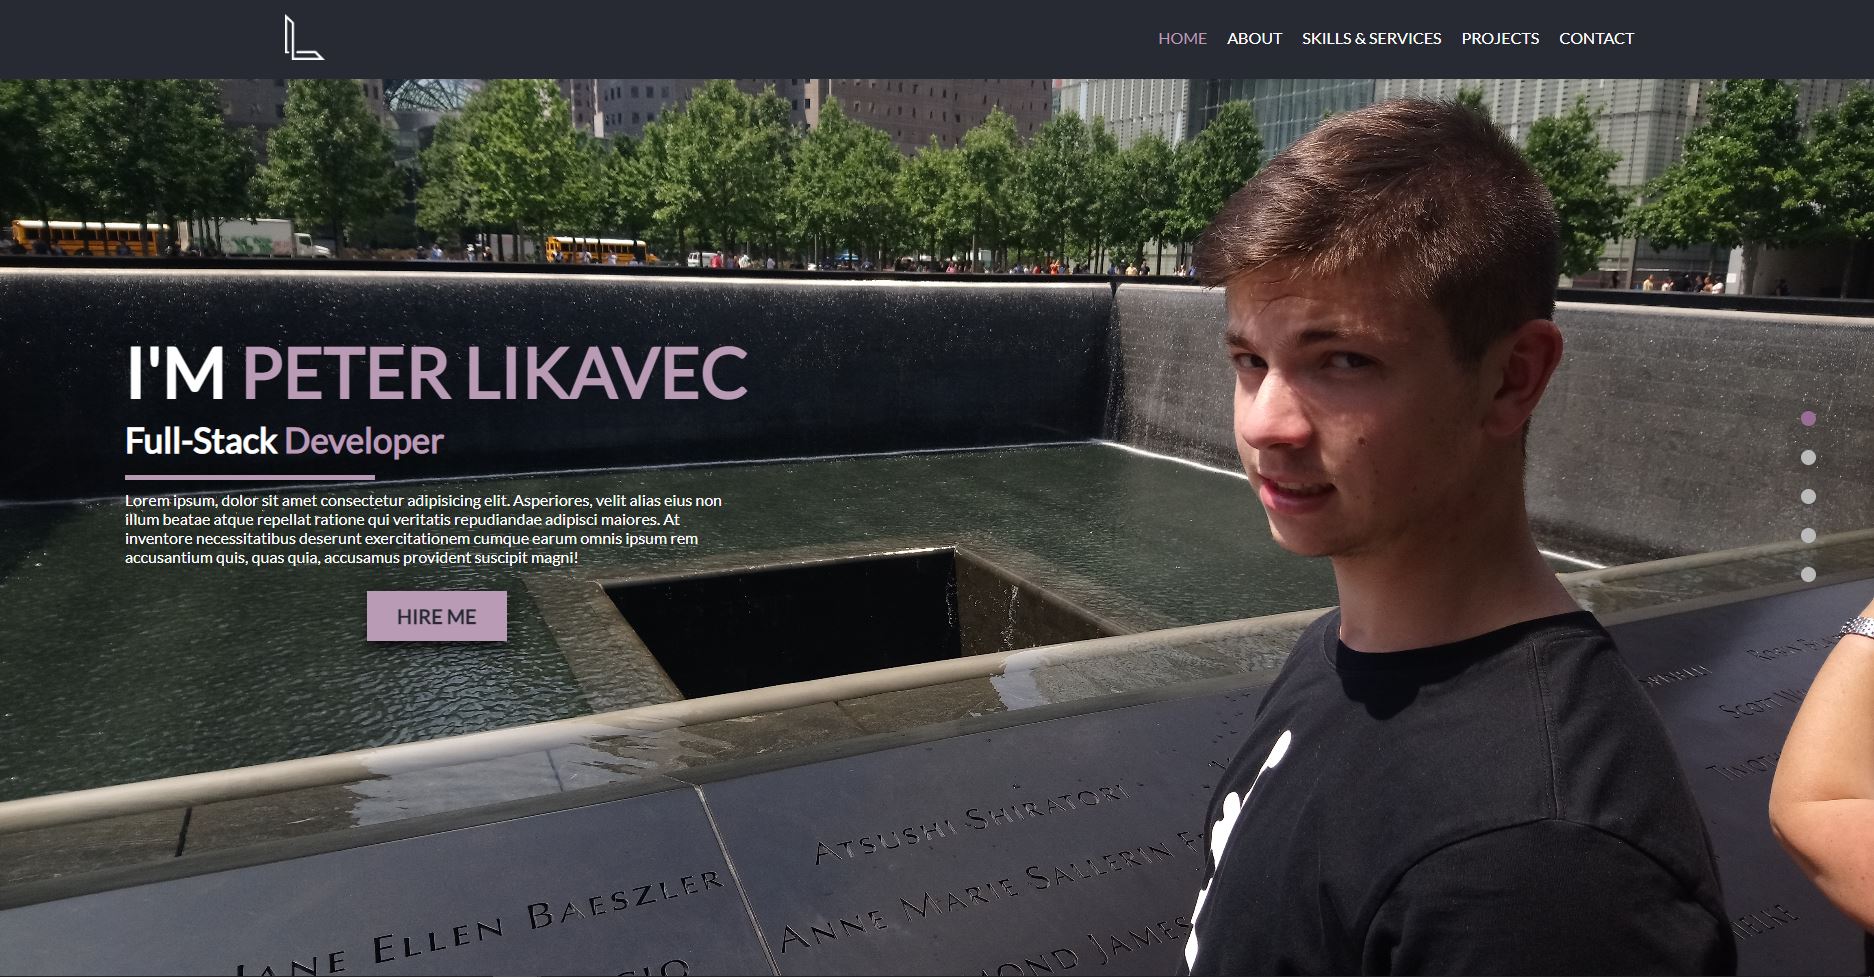 HOME ABOUT SKILLS & SERVICES PROJECTS CONTACT
I'M PETER LIKAVEC
Full-Stack Developer
Lorem ipsum, dolor sit amet consectetur adipisicing elit. Asperiores, velit alias eius non
illum beatae atque repellat ratione qui veritatis repudiandae adipisci maiores. At
inventore necessitatibus deserunt exercitationem cumque earum omnis ipsum rem
accusantium quis, quas quia, accusamus provident suscipit magni!
HIRE ME
ATSUSHI SHIRATORI
ANNE MARIE SALLERIN
JANE ELLEN BAESZLER
JAMES
SCOTT